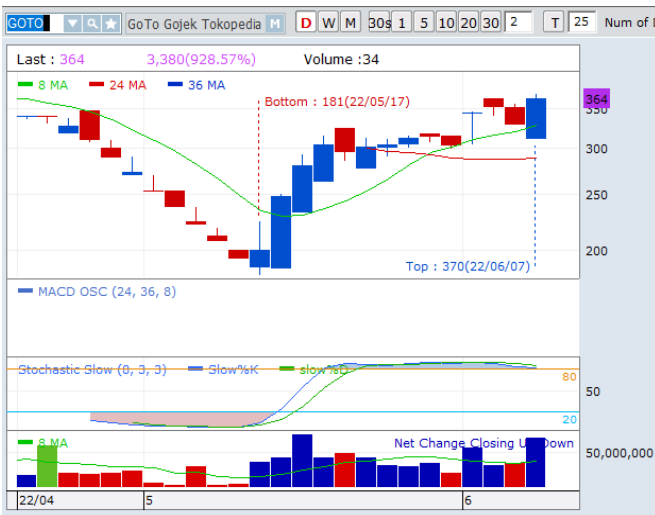 GOTO GoTo Gojek Tokopedia M D W M 30s 1 5 10 20 30 2 T 25 Num of
Last : 364 3,380(928.57%) Volume :34
8 MA 24 MA 36 MA
Bottom : 181(22/05/17)
364
350
300
250
200
Top : 370(22/06/07)
MACD OSC (24, 36, 8)
Stochastic Slow (8, 3, 3) Slow%K slow%D
80
50
20
8 MA Net Change Closing Down
50,000,000
22/04 5 6